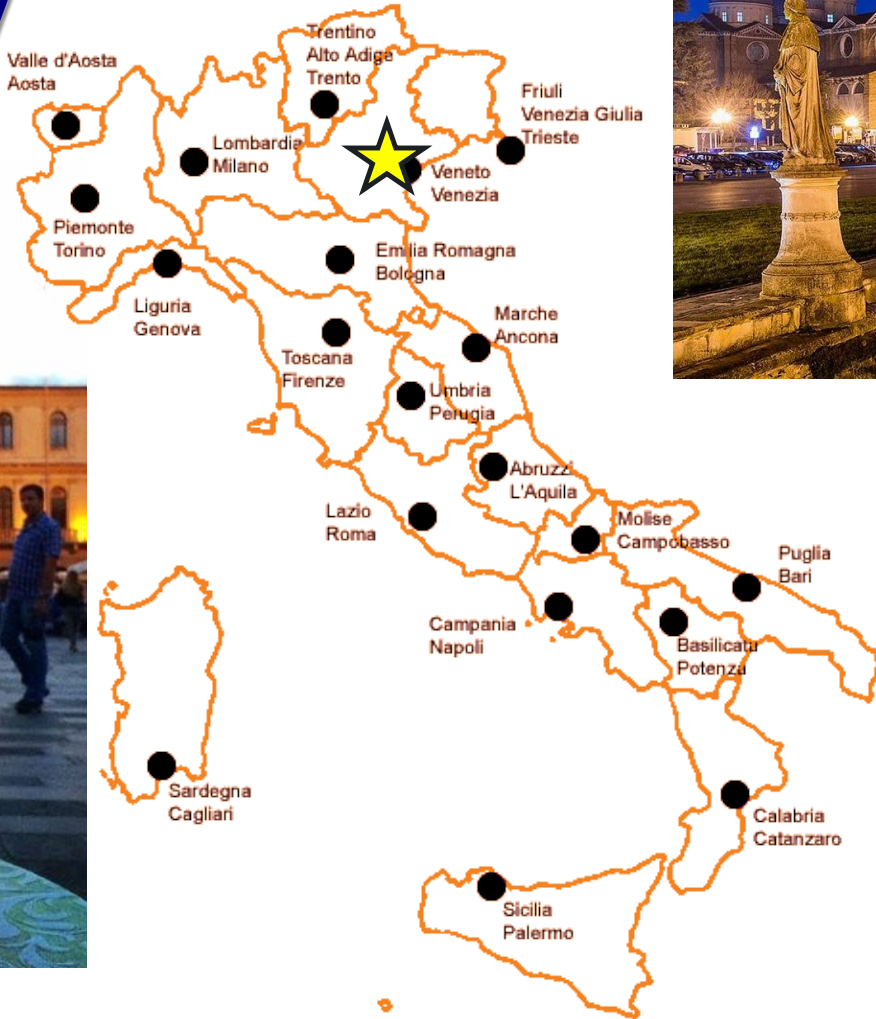 Trentino
Alto Adige
Trento
Valle d'Aosta
Aosta
Friuli
Venezia Giulia
Trieste
Lombardia
Milano
Veneto
Venezia
Piemonte
Torino
Emilia Romagna
Bologna
Liguria
Genova
Marche
Ancona
Toscana
Firenze
Umbria
Perugia
Abruzzi
L'Aquila
Lazio
Roma
Molise
Campobasso
Puglia
Bari
Campania
Napoli
Basilicata
Potenza
Sardegna
Cagliari
Calabria
Catanzaro
Sicilia
Palermo